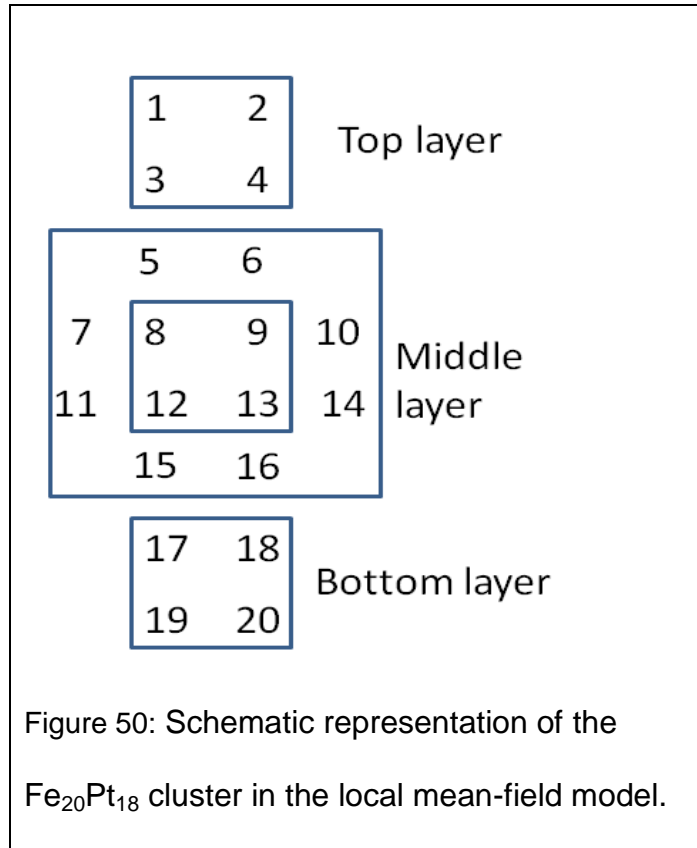 1 2
Top layer
3 4
5 6
7 8 9 10
Middle
layer
11 12 13 14
15 16
17 18
Bottom layer
19 20
Figure 50: Schematic representation of the
Fe₂₀Pt₁₈ cluster in the local mean-field model.